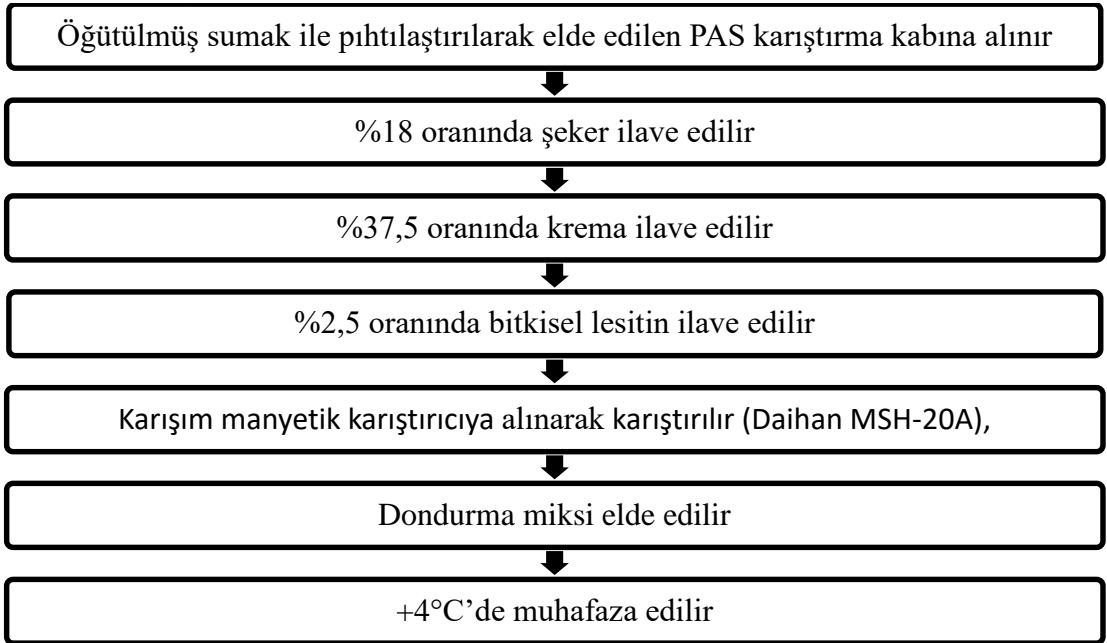 Öğütülmüş sumak ile pıhtılaştırılarak elde edilen PAS karıştırma kabına alınır
%18 oranında şeker ilave edilir
%37,5 oranında krema ilave edilir
%2,5 oranında bitkisel lesitin ilave edilir
Karışım manyetik karıştırıcıya alınarak karıştırılır (Daihan MSH-20A),
Dondurma miksi elde edilir
+4°C’de muhafaza edilir